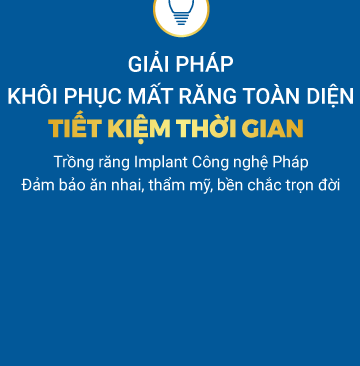 GIẢI PHÁP
KHÔI PHỤC MẤT RĂNG TOÀN DIỆN
TIẾT KIỆM THỜI GIAN
Trồng răng Implant Công nghệ Pháp
Đảm bảo ăn nhai, thẩm mỹ, bền chắc trọn đời